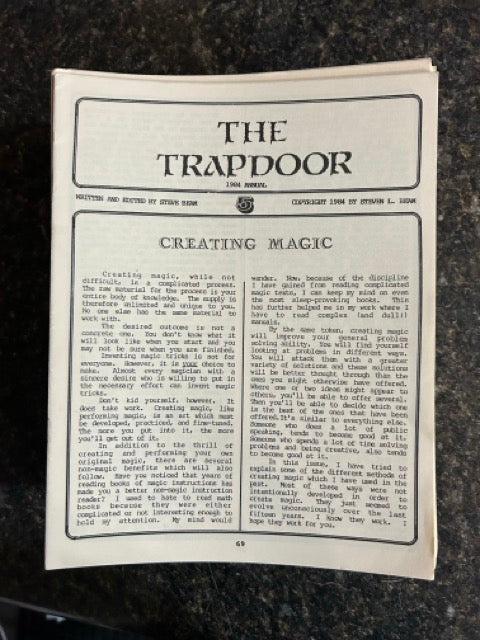 THE
TRAPDOOR
1984 ANNUAL
WRITTEN AND EDITED BY STEVE BEAM
5
COPYRIGHT 1984 BY STEVEN L. BEAM
CREATING MAGIC
Creating magic, while not
difficult, is a complicated process.
The raw material for the process is your
entire body of knowledge. The supply is
therefore unlimited and unique to you.
No one else has the same material to
work with.
The desired outcome is not a
concrete one. You don't know what it
will look like when you start and you
may not be sure when you are finished.
Inventing magic tricks is not for
everyone. However, it is your choice to
make. Almost every magician with a
sincere desire who is willing to put in
the necessary effort can invent magic
tricks.
Don't kid yourself, however. It
does take work. Creating magic, like
performing magic, is an art which must
be developed, practiced, and fine-tuned.
The more you put into it, the more
you'll get out of it.
In addition to the thrill of
creating and performing your own
original magic, there are several
non-magic benefits which will also
follow. Have you noticed that years of
reading books of magic instructions has
made you a better non-magic instruction
reader? I used to hate to read math
books because they were either
complicated or not interesting enough to
hold my attention. My mind would
wander. Now, because of the discipline
I have gained from reading complicated
magic texts, I can keep my mind on even
the most sleep-provoking books. This
has further helped me in my work where I
have to read complex (and dull!)
manuals.
By the same token, creating magic
will improve your general problem
solving ability. You will find yourself
looking at problems in different ways.
You will attack them with a greater
variety of solutions and these solutions
will be better thought through than the
ones you might otherwise have offered.
Where one or two ideas might appear to
others, you'll be able to offer several.
Then you'll be able to decide which one
is the best of the ones that have been
offered. It's similar to everything else.
Someone who does a lot of public
speaking, tends to become good at it.
Someone who spends a lot of time solving
problems and being creative, also tends
to become good at it.
In this issue, I have tried to
explain some of the different methods of
creating magic which I have used in the
past. Most of these ways were not
intentionally developed in order to
create magic. They just seemed to
evolve unconsciously over the last
fifteen years. I know they work. I
hope they work for you.
69